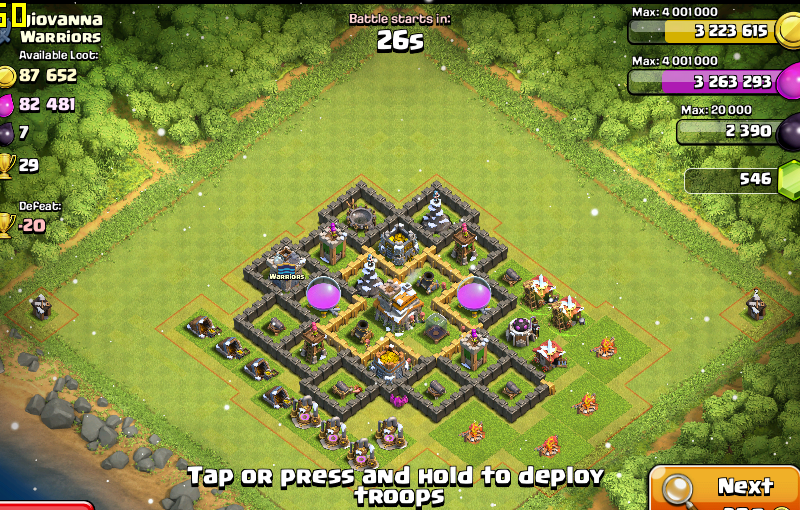 60
Giovanna
Warriors
Available Loot:
87 652
82 481
7
29
Defeat:
-20
Battle starts in:
26s
Max: 4 001 000
3 223 615
Max: 4 001 000
3 263 293
Max: 20 000
2 390
546
Warriors
Tap or press and hold to deploy
troops
Next